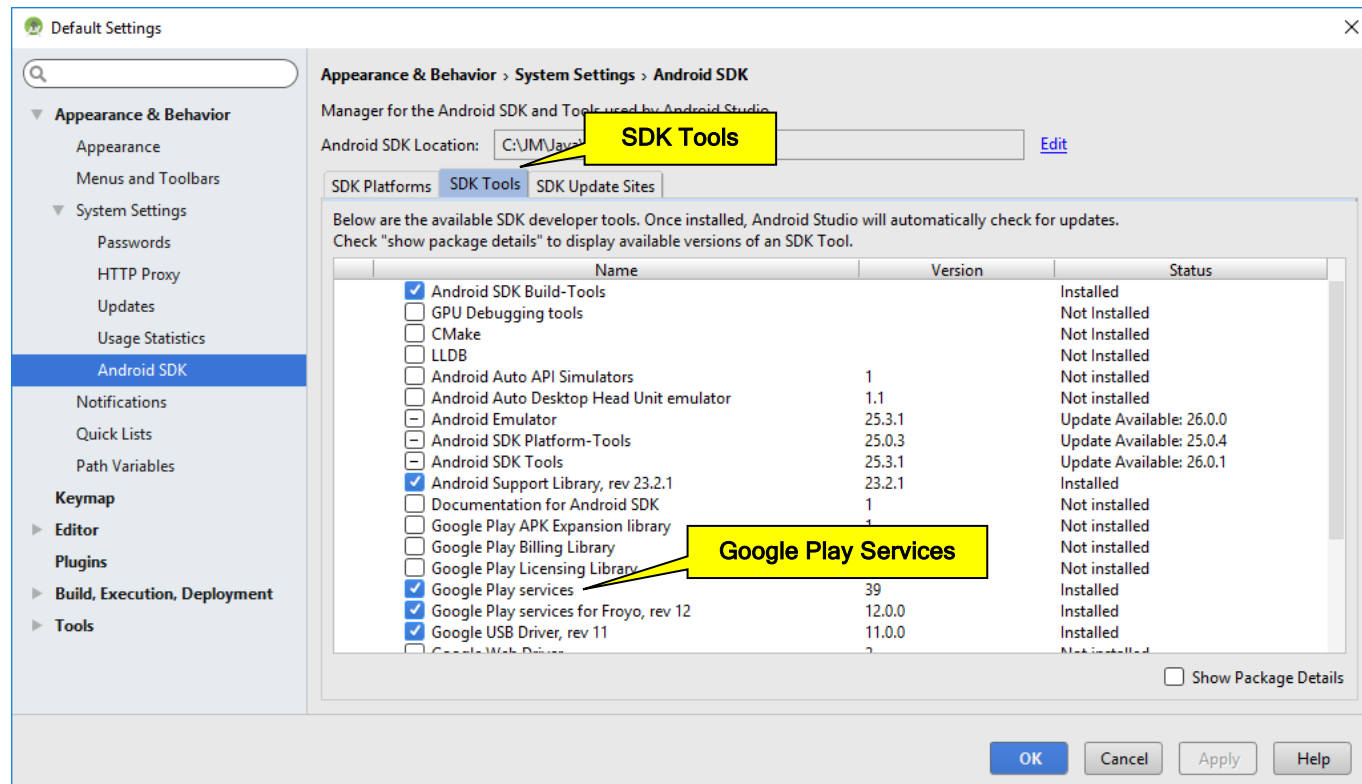 Default Settings
Appearance & Behavior
Appearance
Menus and Toolbars
System Settings
Passwords
HTTP Proxy
Updates
Usage Statistics
Android SDK
Notifications
Quick Lists
Path Variables
Keymap
Editor
Plugins
Build, Execution, Deployment
Tools
Appearance & Behavior › System Settings › Android SDK
Manager for the Android SDK and Tools used by Android Studio
Android SDK Location: C:\JM\Java\ Edit
SDK Tools
SDK Platforms SDK Tools SDK Update Sites
Below are the available SDK developer tools. Once installed, Android Studio will automatically check for updates.
Check "show package details" to display available versions of an SDK Tool.
Name Version Status
Android SDK Build-Tools Installed
GPU Debugging tools Not Installed
CMake Not Installed
LLDB Not Installed
Android Auto API Simulators 1 Not installed
Android Auto Desktop Head Unit emulator 1.1 Not installed
Android Emulator 25.3.1 Update Available: 26.0.0
Android SDK Platform-Tools 25.0.3 Update Available: 25.0.4
Android SDK Tools 25.3.1 Update Available: 26.0.1
Android Support Library, rev 23.2.1 23.2.1 Installed
Documentation for Android SDK 1 Not installed
Google Play APK Expansion library 1 Not installed
Google Play Billing Library Not installed
Google Play Licensing Library Not installed
Google Play Services
Google Play services 39 Installed
Google Play services for Froyo, rev 12 12.0.0 Installed
Google USB Driver, rev 11 11.0.0 Installed
Google Web Driver 2 Not installed
Show Package Details
OK Cancel Apply Help